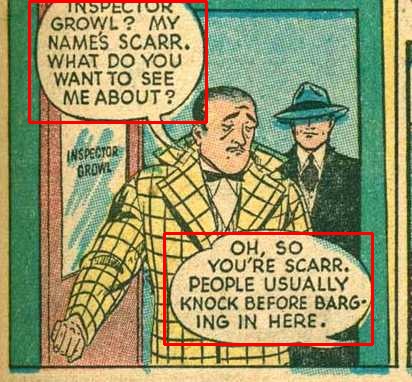 INSPECTOR
GROWL? MY
NAME'S SCARR.
WHAT DO YOU
WANT TO SEE
ME ABOUT?
INSPECTOR
GROWL
OH, SO
YOU'RE SCARR.
PEOPLE USUALLY
KNOCK BEFORE BARG-
ING IN HERE.